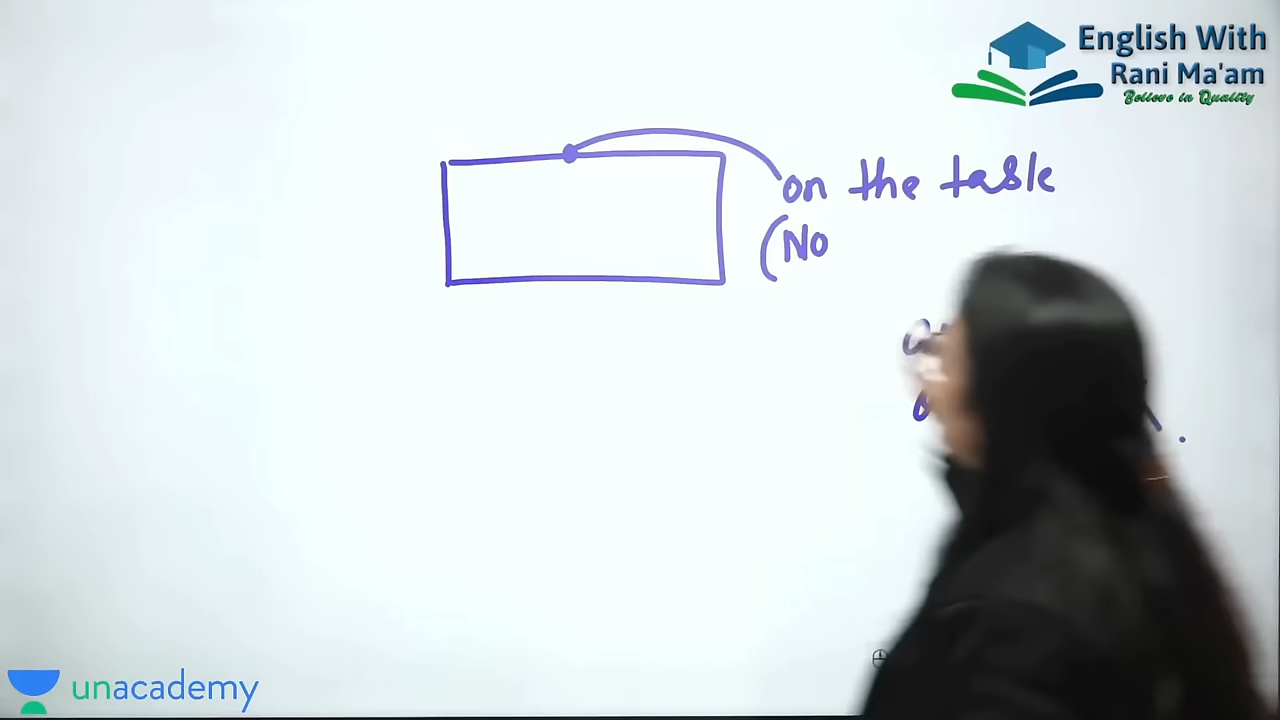 English With
Rani Ma'am
Believe in Quality
on the table
(No
unacademy